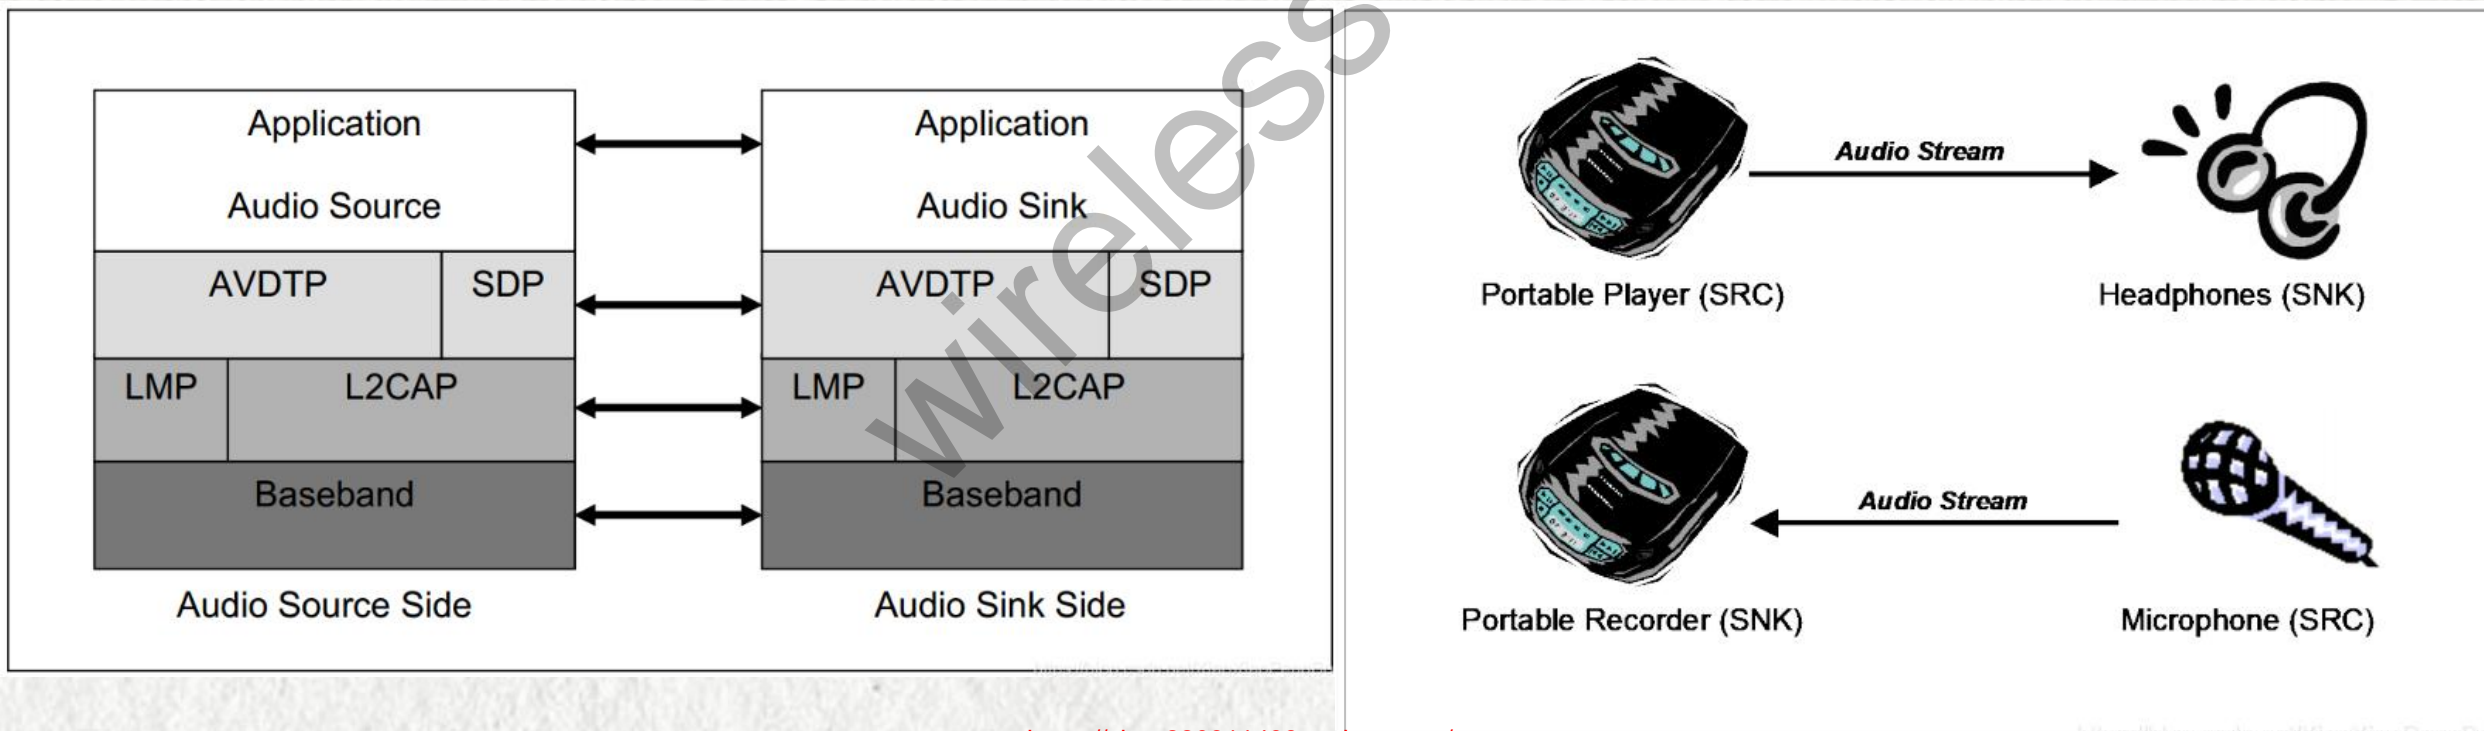 Application
Audio Source
AVDTP
SDP
LMP
L2CAP
Baseband
Audio Source Side
Application
Audio Sink
AVDTP
SDP
LMP
L2CAP
Baseband
Audio Sink Side
wireless
Audio Stream
Portable Player (SRC)
Headphones (SNK)
Audio Stream
Portable Recorder (SNK)
Microphone (SRC)